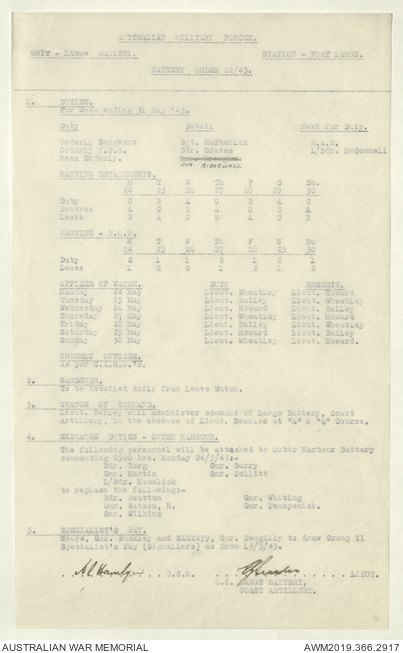 AUSTRALIAN MILITARY FORCES.
UNIT - LARGS BATTERY. STATION - FORT LARGS.
BATTERY ORDER 22/43.
1. DUTIES.
For Week ending 31 May '43.
Duty Detail Next for Duty.
Orderly Sergeant Sgt. McPharlin R.A.E.
Orderly N.C.O. Bdr. Graves L/Bdr. McConnell
Mess Orderly.
GNR. RIDGEWELL
MANNING DETACHMENTS.
M T W Th F S Su.
24 25 26 27 28 29 30
Duty C B A C B A C
Reserve A C B A C B A
Leave B A C B A C B
MANNING - B.O.P.
M T W Th F S Su
24 25 26 27 28 29 30
Duty 2 1 1 2 1 2
Leave 1 2 2 1 2 1
OFFICER OF WATCH. DUTY RESERVE.
Monday 24 May Lieut. Wheatley Lieut. Howard
Tuesday 25 May Lieut. Bailey Lieut. Wheatley
Wednesday 26 May Lieut. Howard Lieut. Bailey
Thursday 27 May Lieut. Wheatley Lieut. Howard
Friday 28 May Lieut. Bailey Lieut. Wheatley
Saturday 29 May Lieut. Howard Lieut. Bailey
Sunday 30 May Lieut. Wheatley Lieut. Howard.
ORDERLY OFFICER.
As per
2. GARDENER.
To be detailed daily from Leave Watch.
3. CHANGE OF COMMAND.
Lieut. Bailey will administer command of Largs Battery, Coast
Artillery, in the absence of Lieut. Searles at "A" & "Q" Course.
4. EXCHANGE DUTIES - OUTER HARBOUR.
The following personnel will be attached to Outer Harbour Battery
commencing 0900 hrs. Monday 24/5/43:-
Bdr. Borg Gnr. Barry
Gnr. Martin Gnr. Pollitt
L/Bdr. Kowalick
to replace the following:-
Bdr. Beutton Gnr. Whiting
Gnr. Watson, R. Gnr. Pennysnick.
Gnr. Wilkins
5. SPECIALIST'S PAY.
Gnr. and Gnr. Pengilly to draw Group II
Specialist's Pay (Signallers) as from 15/5/43.
B.S.M. LIEUT.
O.C. LARGS BATTERY,
COAST ARTILLERY.
AUSTRALIAN WAR MEMORIAL AWM2019.366.2917